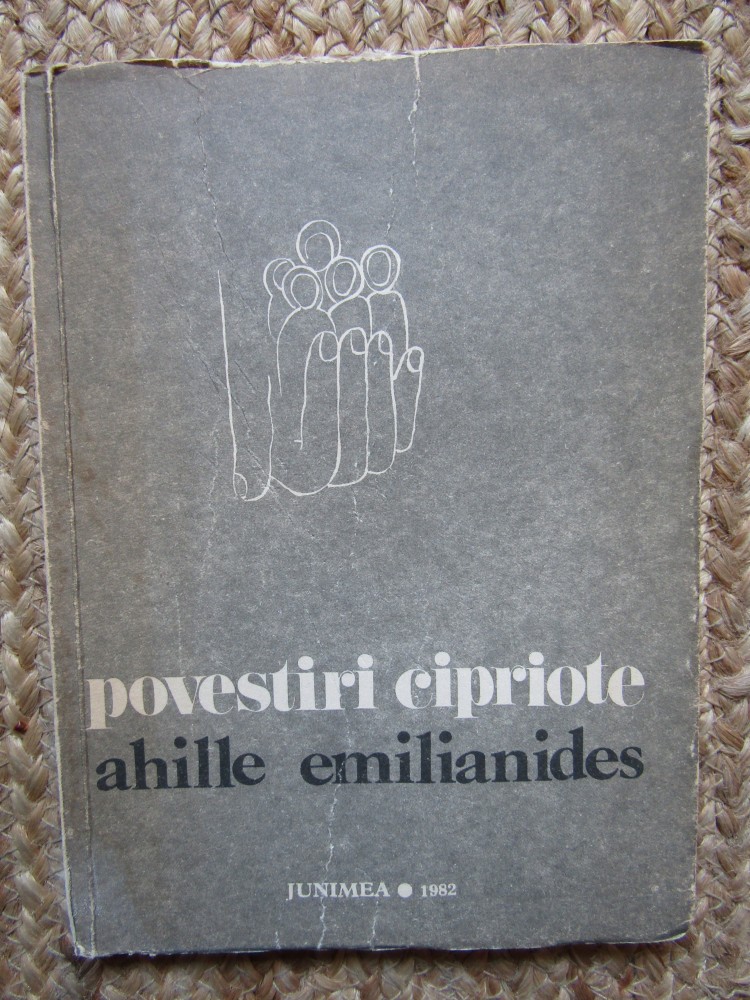 povestiri cipriote
ahille emilianides
JUNIMEA ● 1982